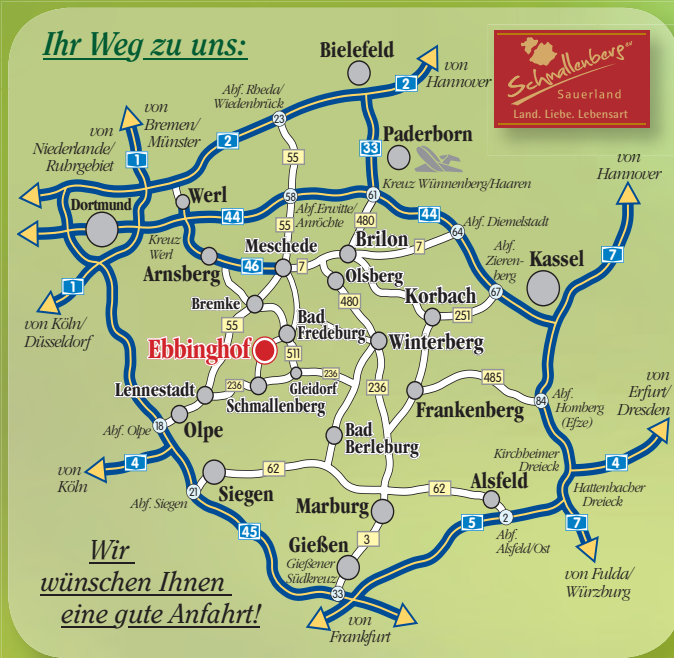 Ihr Weg zu uns:
Schmallenberg
Sauerland
Land. Liebe. Lebensart
Bielefeld
von
Hannover
2
Abf. Rheda/
Wiedenbrück
23
von
Bremen/
Münster
von
Niederlande/
Ruhrgebiet
1
2
55
33
Paderborn
Kreuz Wünnenberg/Haaren
von
Hannover
Dortmund
Werl
44
58
Abf.Erwitte/
Anröchte
61
480
44
Abf. Diemelstadt
64
55
Kreuz
Werl
Meschede
Brilon
7
7
Abf.
Zieren-
berg
Kassel
7
Arnsberg
46
Olsberg
1
Bremke
480
Korbach
67
251
von Köln/
Düsseldorf
55
Bad
Fredeburg
Ebbinghof
511
Winterberg
Lennestadt
236
Schmallenberg
Gleidorf
236
236
485
84
Abf.
Homberg
(Efze)
von
Erfurt/
Dresden
Frankenberg
Abf. Olpe
18
Olpe
Bad
Berleburg
von
Köln
4
62
Kirchheimer
Dreieck
4
Siegen
21
Abf. Siegen
62
Alsfeld
Hattenbacher
Dreieck
Marburg
45
3
5
2
Abf.
Alsfeld/Ost
7
Gießen
Gießener
Südkreuz
33
von Fulda/
Würzburg
von
Frankfurt
Wir
wünschen Ihnen
eine gute Anfahrt!